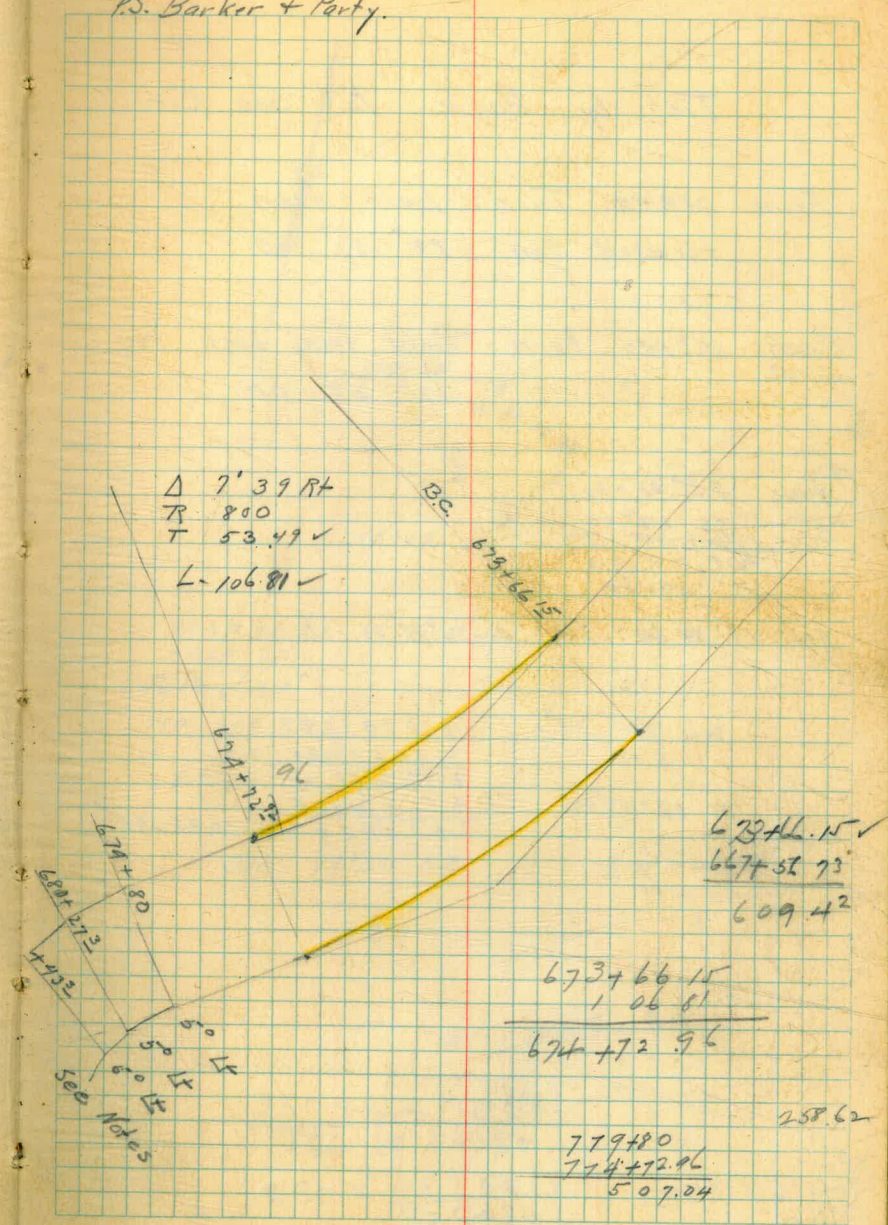 P.S. Barker & Party.
Δ 7° 39 Rt
R 800
T 53.49 ✓
L- 106.81 ✓
B.C.
673+66 15
674+72 92
96
679+80
680+27 3
+43 3
5° Lt
5° Lt
6° Lt
See Notes
673+66.15 ✓
667+56 73
609.42
673+66 15
1 06 81
674+72.96
258.62
779+80
774+72.96
507.04